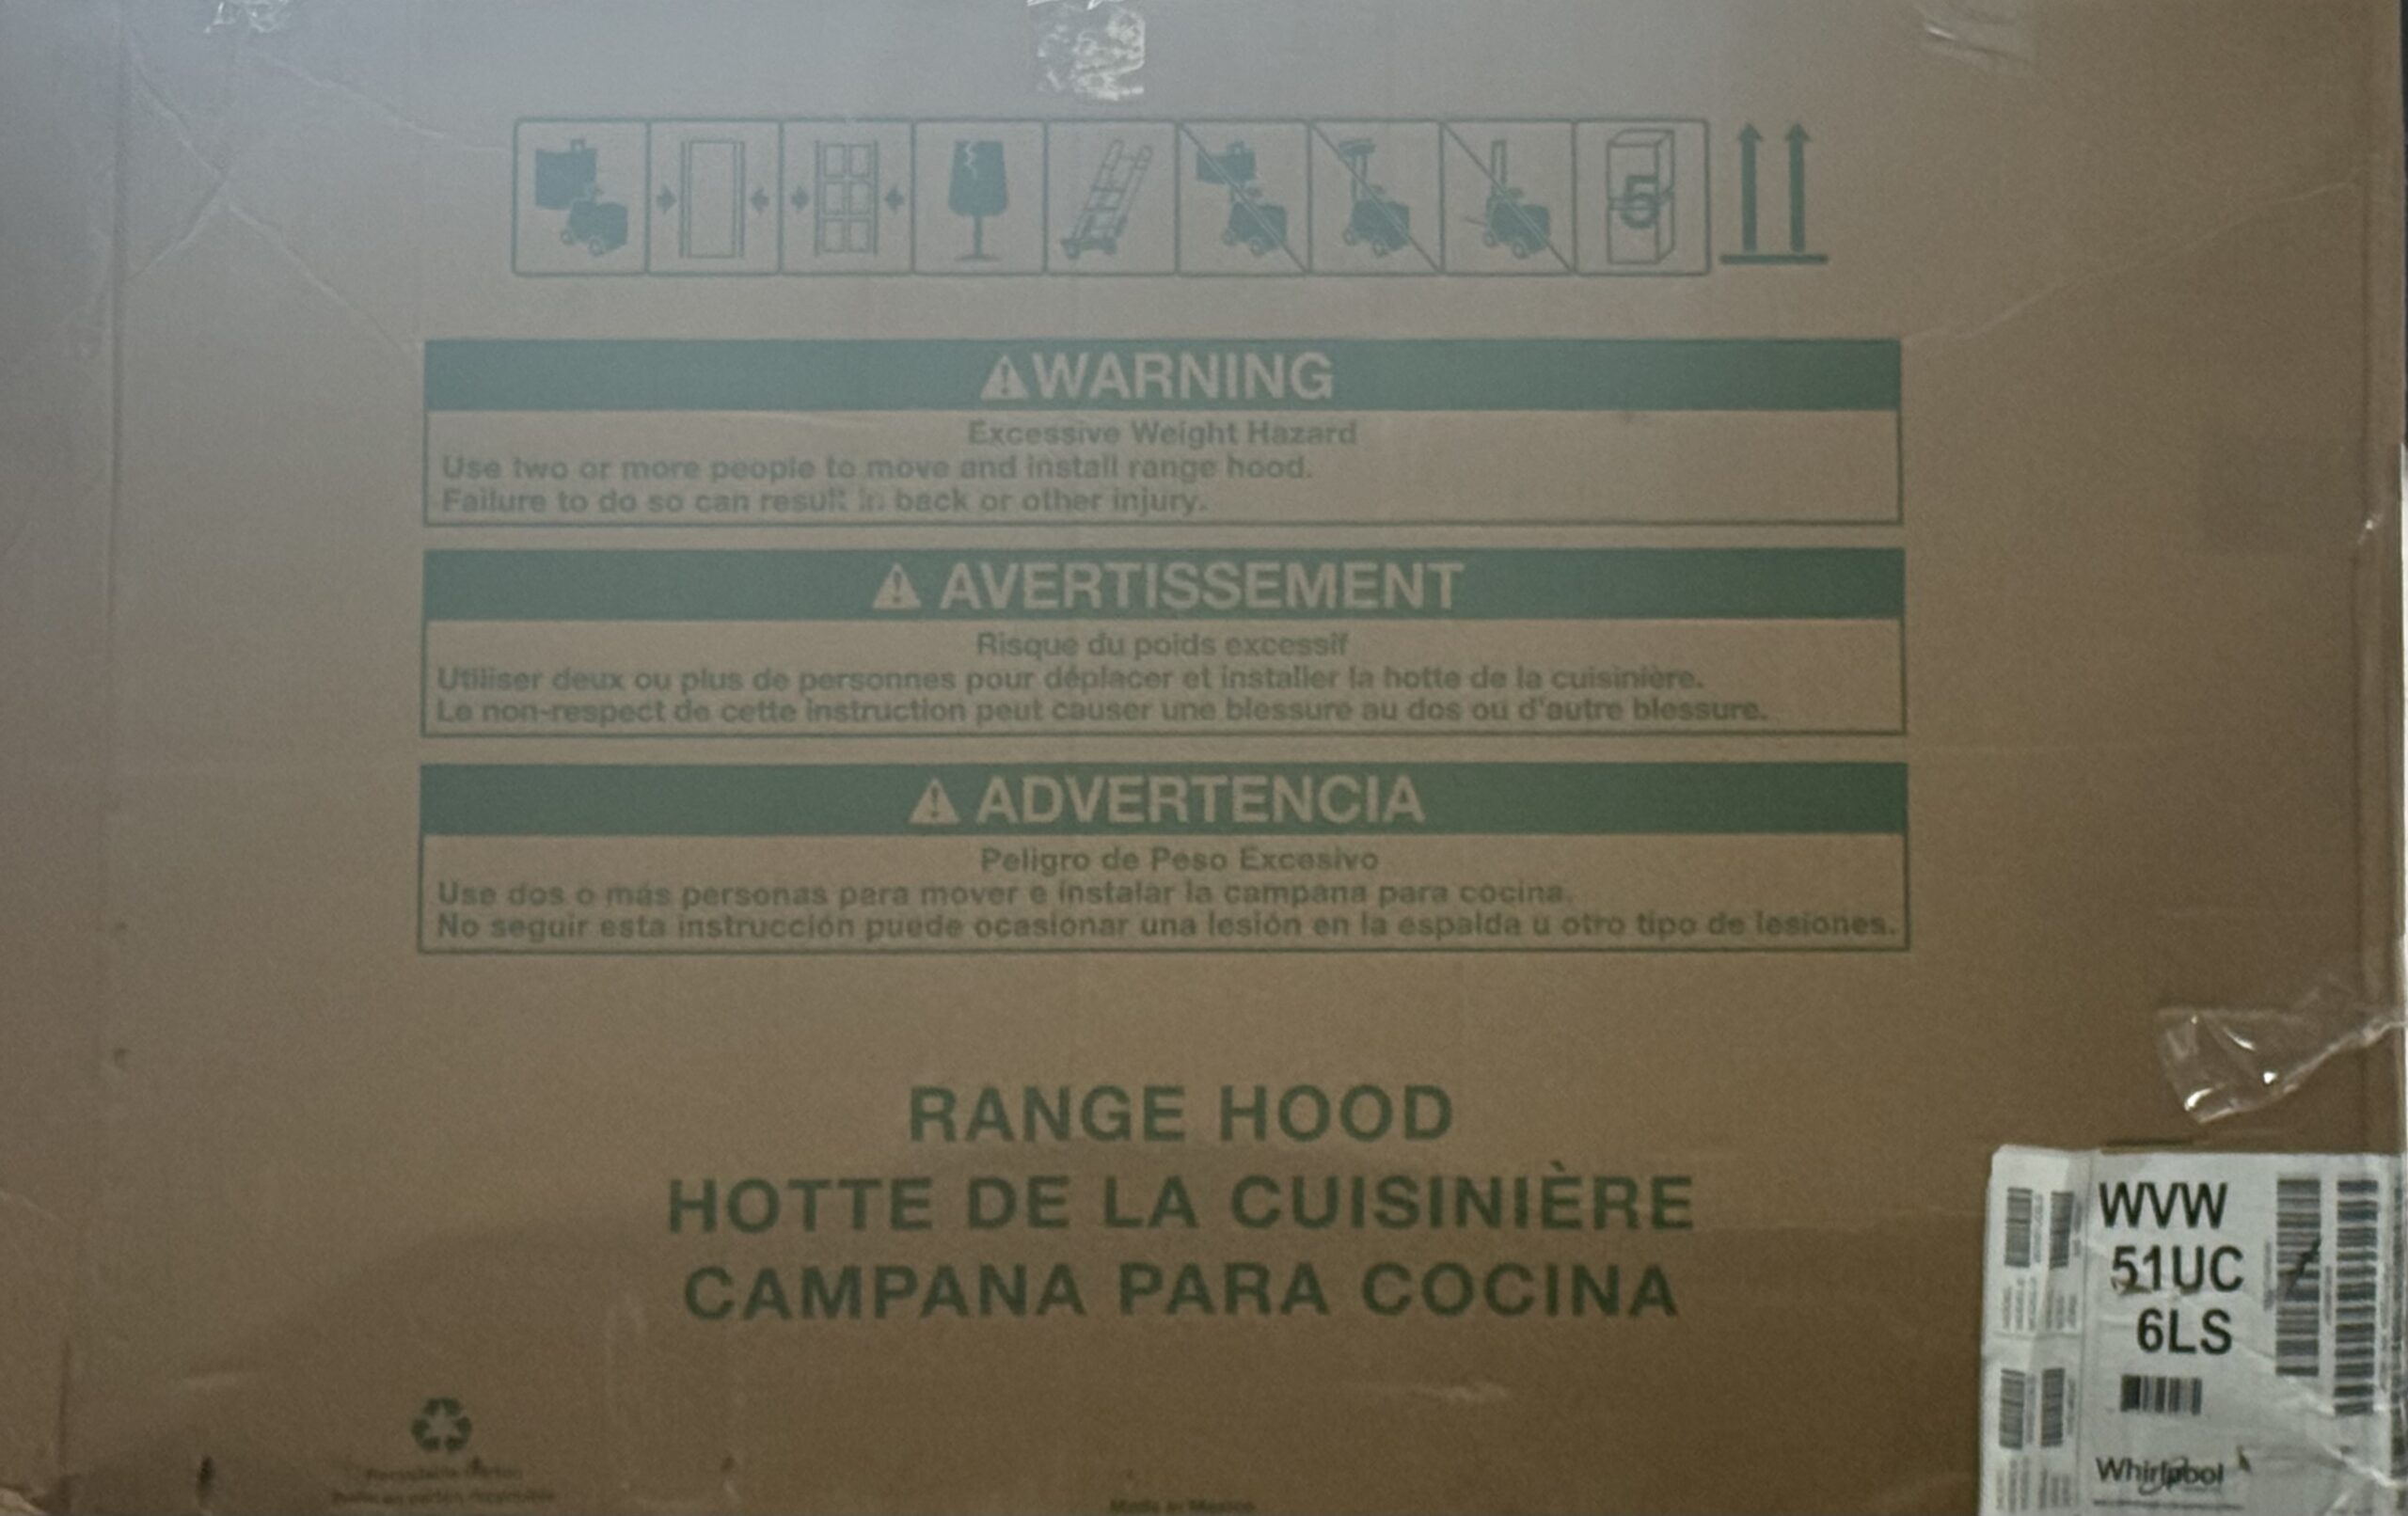 5
WARNING
Excessive Weight Hazard
Use two or more people to move and install range hood.
Failure to do so can result in back or other injury.
AVERTISSEMENT
Risque du poids excessif
Utiliser deux ou plus de personnes pour déplacer et installer la hotte de la cuisinière.
Le non-respect de cette instruction peut causer une blessure au dos ou d'autre blessure.
ADVERTENCIA
Peligro de Peso Excesivo
Use dos o más personas para mover e instalar la campana para cocina.
No seguir esta instrucción puede ocasionar una lesión en la espalda u otro tipo de lesiones.
RANGE HOOD
HOTTE DE LA CUISINIÈRE
CAMPANA PARA COCINA
WVW
51UC
6LS
Whirlpool
Made in Mexico